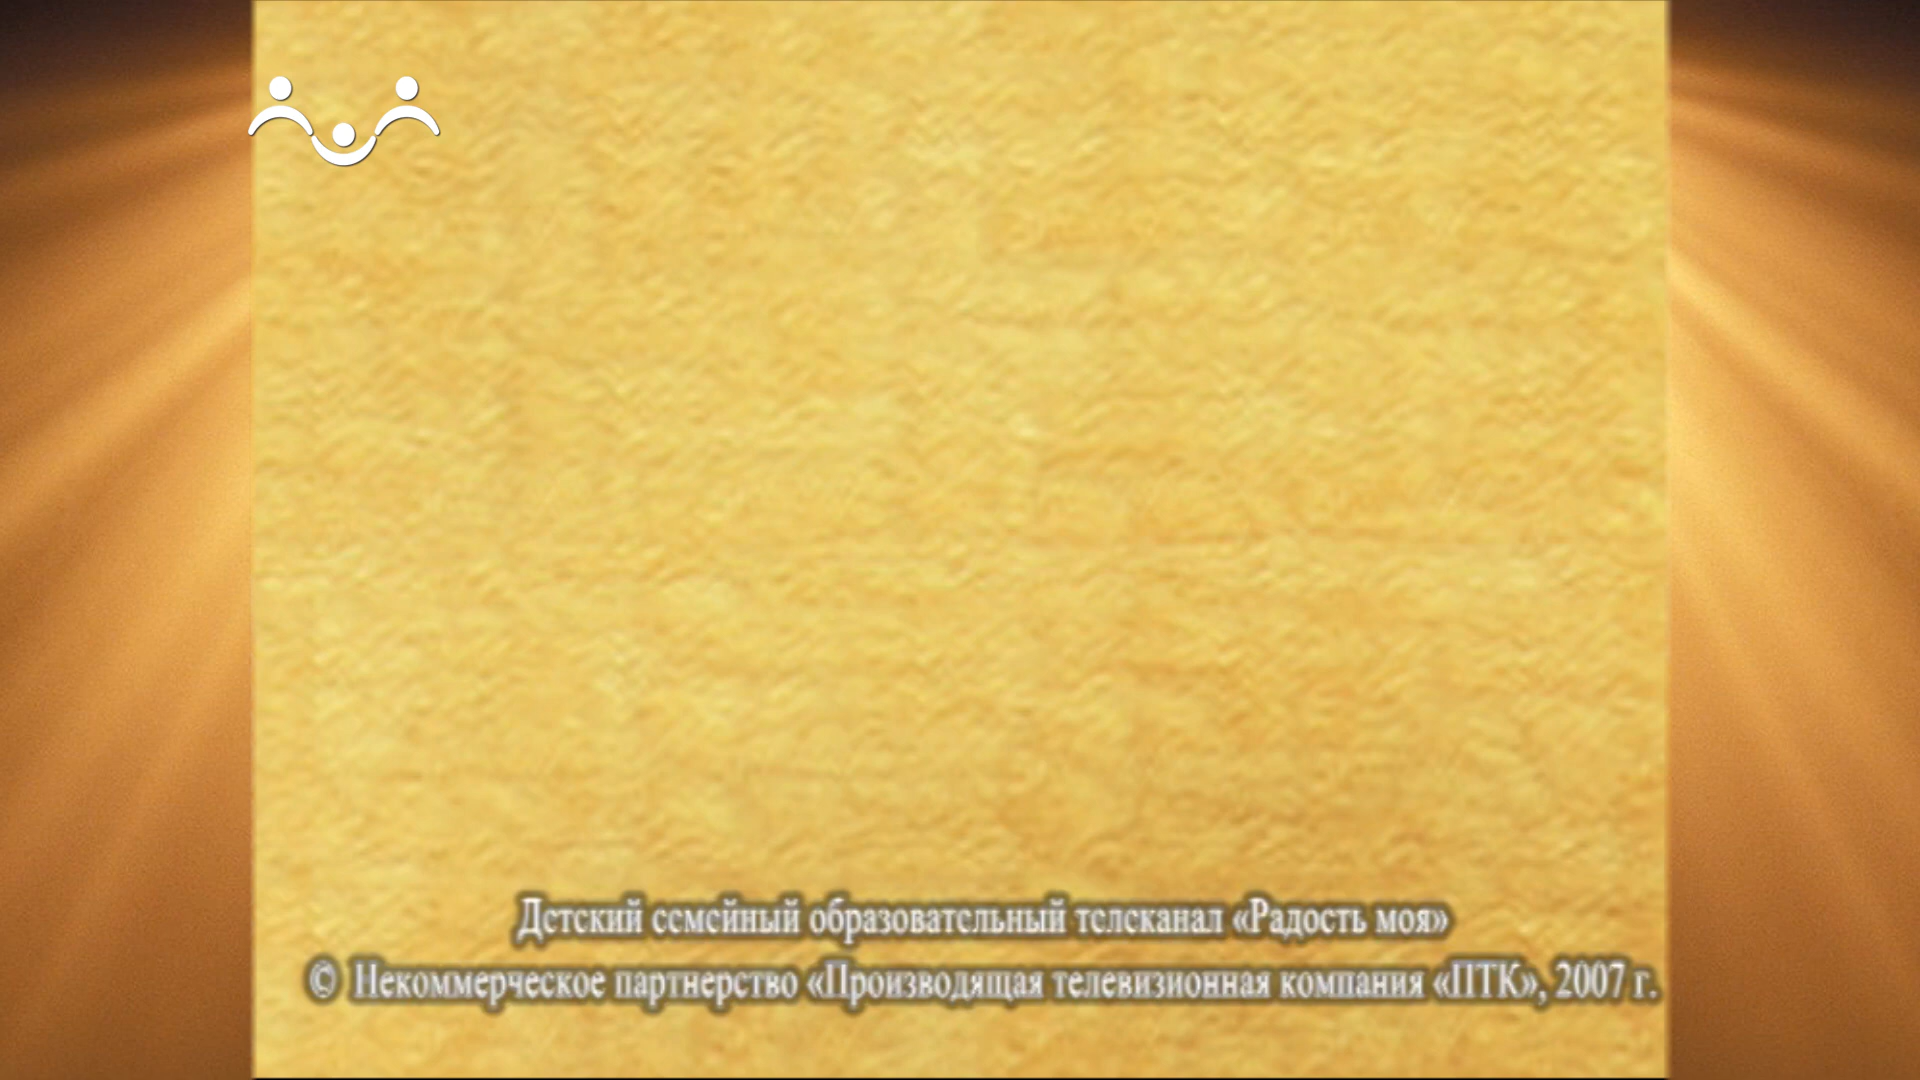 Детский семейный образовательный телеканал «Радость моя»
© Некоммерческое партнерство «Производящая телевизионная компания «ПТК», 2007 г.